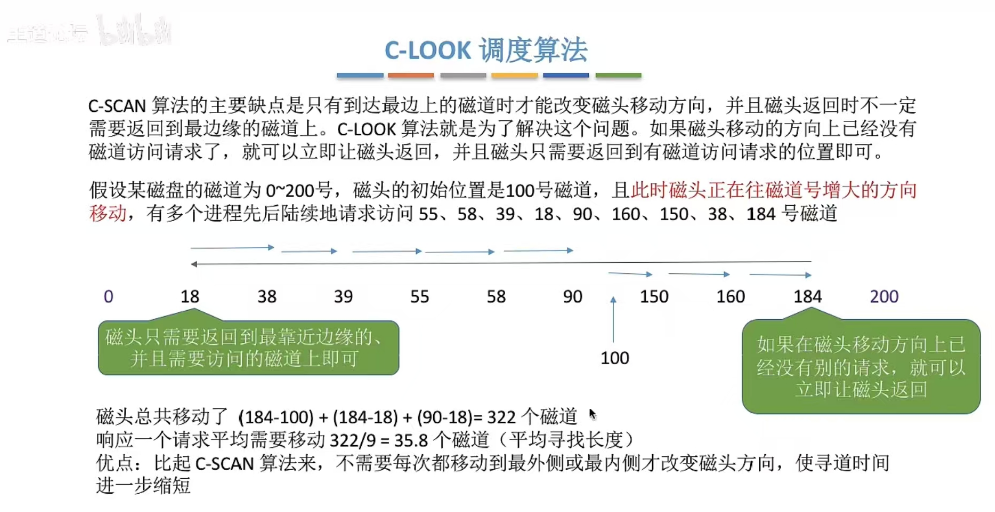 bilibili
C-LOOK 调度算法
C-SCAN 算法的主要缺点是只有到达最边上的磁道时才能改变磁头移动方向，并且磁头返回时不一定
需要返回到最边缘的磁道上。C-LOOK 算法就是为了解决这个问题。如果磁头移动的方向上已经没有
磁道访问请求了，就可以立即让磁头返回，并且磁头只需要返回到有磁道访问请求的位置即可。
假设某磁盘的磁道为 0~200号，磁头的初始位置是100号磁道，且此时磁头正在往磁道号增大的方向
移动，有多个进程先后陆续地请求访问 55、58、39、18、90、160、150、38、184 号磁道
0 18 38 39 55 58 90 150 160 184 200
100
磁头只需要返回到最靠近边缘的、
并且需要访问的磁道上即可
如果在磁头移动方向上已
经没有别的请求，就可以
立即让磁头返回
磁头总共移动了 (184-100) + (184-18) + (90-18)= 322 个磁道
响应一个请求平均需要移动 322/9 = 35.8 个磁道（平均寻找长度）
优点：比起 C-SCAN 算法来，不需要每次都移动到最外侧或最内侧才改变磁头方向，使寻道时间
进一步缩短